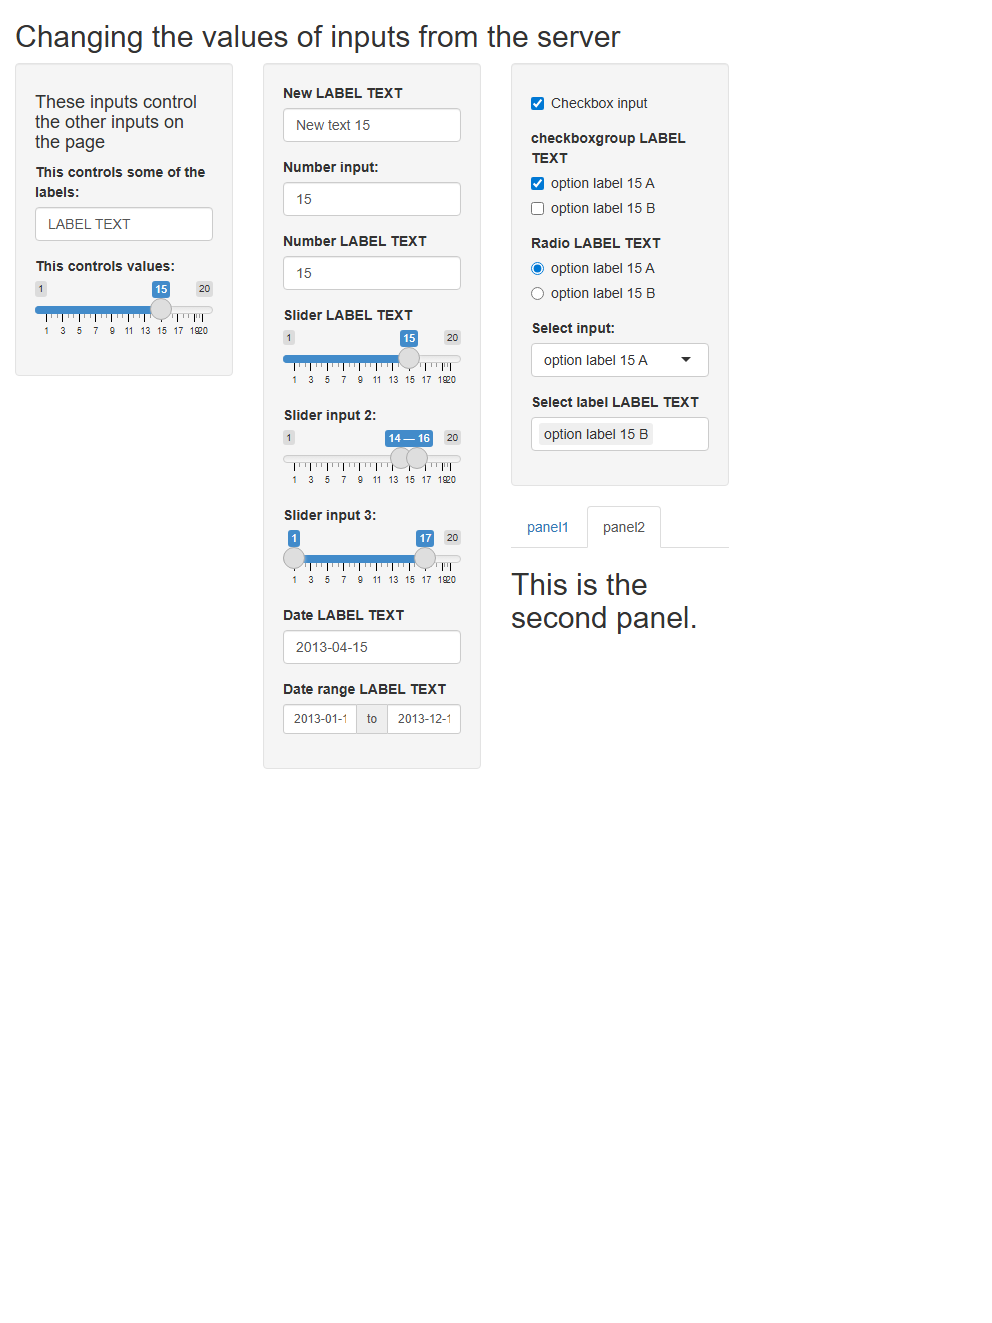 Changing the values of inputs from the server
These inputs control
the other inputs on
the page
This controls some of the
labels:
LABEL TEXT
This controls values:
1 15 20
1 3 5 7 9 11 13 15 17 19 20
New LABEL TEXT
New text 15
Number input:
15
Number LABEL TEXT
15
Slider LABEL TEXT
1 15 20
1 3 5 7 9 11 13 15 17 19 20
Slider input 2:
1 14 — 16 20
1 3 5 7 9 11 13 15 17 19 20
Slider input 3:
1 17 20
1 3 5 7 9 11 13 15 17 19 20
Date LABEL TEXT
2013-04-15
Date range LABEL TEXT
2013-01-1 to 2013-12-1
Checkbox input
checkboxgroup LABEL
TEXT
option label 15 A
option label 15 B
Radio LABEL TEXT
option label 15 A
option label 15 B
Select input:
option label 15 A
Select label LABEL TEXT
option label 15 B
panel1 panel2
This is the
second panel.